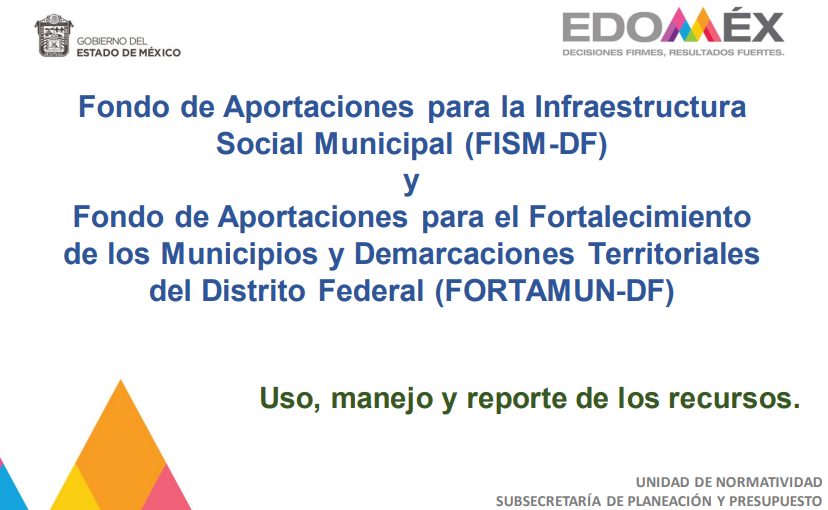 GOBIERNO DEL
ESTADO DE MÉXICO
EDOMÉX
DECISIONES FIRMES, RESULTADOS FUERTES.
Fondo de Aportaciones para la Infraestructura
Social Municipal (FISM-DF)
y
Fondo de Aportaciones para el Fortalecimiento
de los Municipios y Demarcaciones Territoriales
del Distrito Federal (FORTAMUN-DF)
Uso, manejo y reporte de los recursos.
UNIDAD DE NORMATIVIDAD
SUBSECRETARÍA DE PLANEACIÓN Y PRESUPUESTO